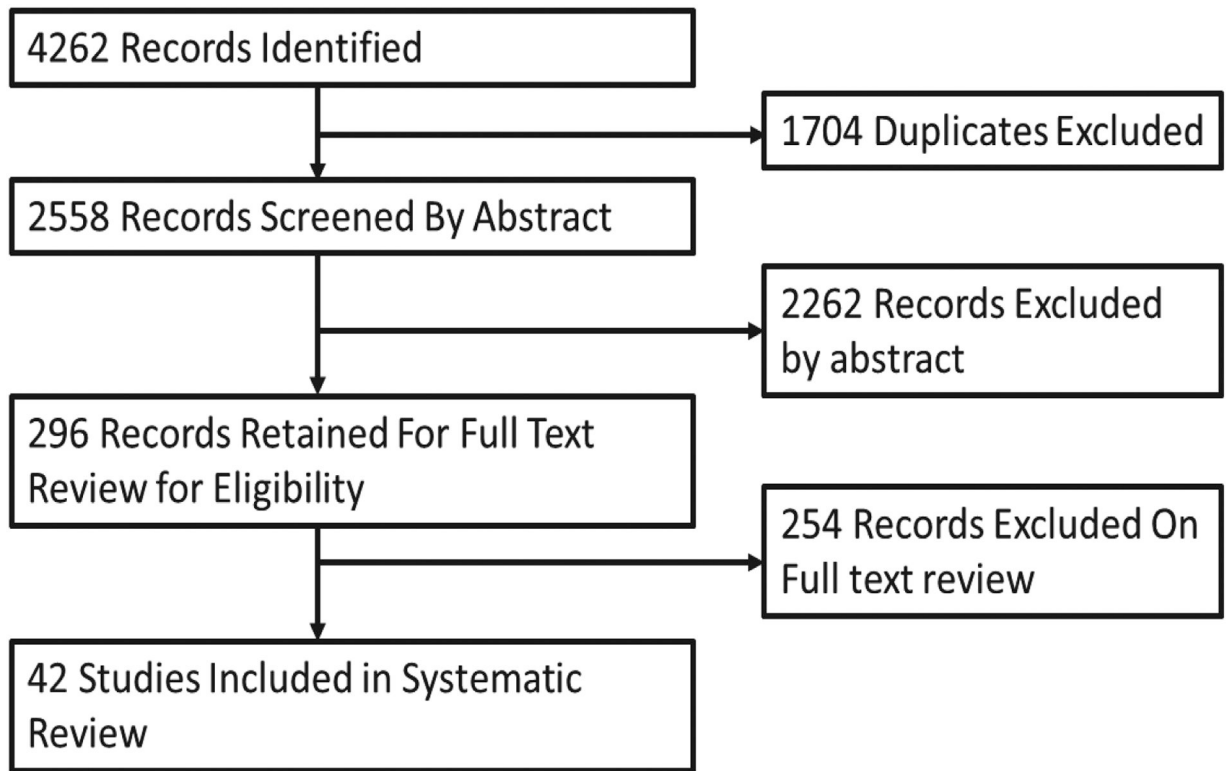 4262 Records Identified
1704 Duplicates Excluded
2558 Records Screened By Abstract
2262 Records Excluded
by abstract
296 Records Retained For Full Text
Review for Eligibility
254 Records Excluded On
Full text review
42 Studies Included in Systematic
Review